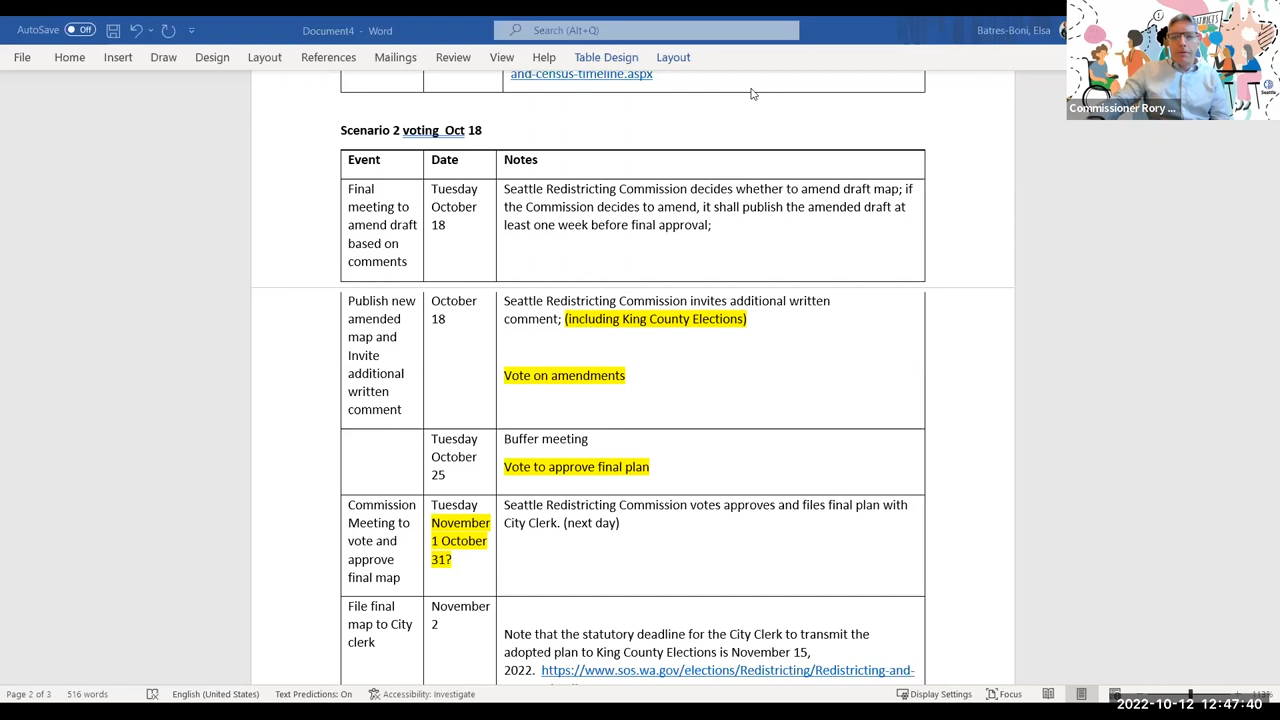 AutoSave Off Document4 - Word Search (Alt+Q) Batres-Boni, Elsa
File Home Insert Draw Design Layout References Mailings Review View Help Table Design Layout
Commissioner Rory ...
Seattle
and-census-timeline.aspx
Scenario 2 voting Oct 18
Event Date Notes
Final
meeting to
amend draft
based on
comments
Tuesday
October
18
Seattle Redistricting Commission decides whether to amend draft map; if
the Commission decides to amend, it shall publish the amended draft at
least one week before final approval;
Publish new
amended
map and
Invite
additional
written
comment
October
18
Seattle Redistricting Commission invites additional written
comment; (including King County Elections)
Vote on amendments
Tuesday
October
25
Buffer meeting
Vote to approve final plan
Commission
Meeting to
vote and
approve
final map
Tuesday
November
1 October
31?
Seattle Redistricting Commission votes approves and files final plan with
City Clerk. (next day)
File final
map to City
clerk
November
2
Note that the statutory deadline for the City Clerk to transmit the
adopted plan to King County Elections is November 15,
2022. https://www.sos.wa.gov/elections/Redistricting/Redistricting-and-
Page 2 of 3 516 words English (United States) Text Predictions: On Accessibility: Investigate Display Settings Focus
2022-10-12 12:47:40